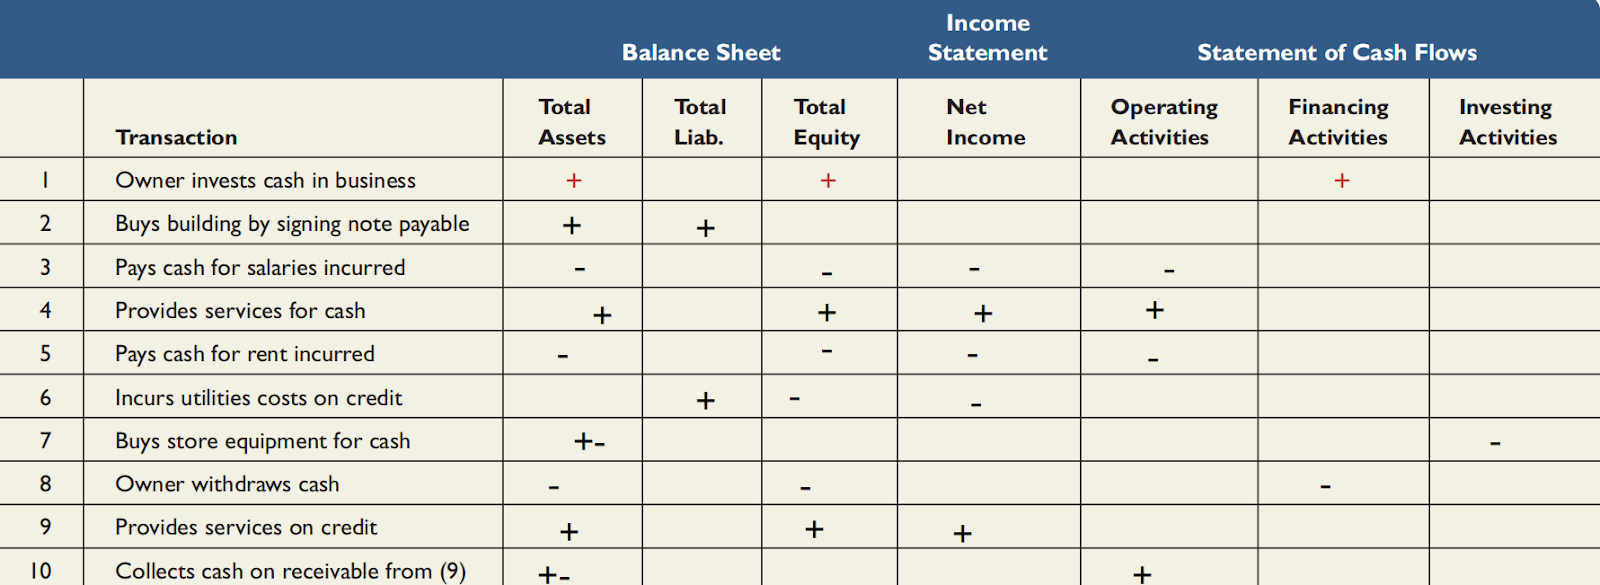 Income
Balance Sheet Statement Statement of Cash Flows
Total Total Total Net Operating Financing Investing
Transaction Assets Liab. Equity Income Activities Activities Activities
1 Owner invests cash in business + + +
2 Buys building by signing note payable + +
3 Pays cash for salaries incurred - - - -
4 Provides services for cash + + + +
5 Pays cash for rent incurred - - - -
6 Incurs utilities costs on credit + - -
7 Buys store equipment for cash +- -
8 Owner withdraws cash - - -
9 Provides services on credit + + +
10 Collects cash on receivable from (9) +- +